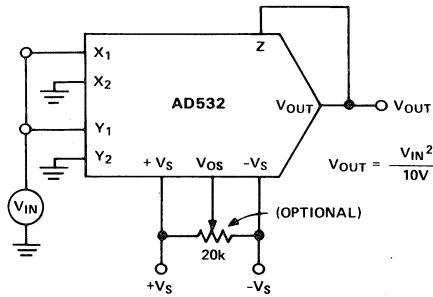 Z
X1
X2
AD532
VOUT
VOUT
Y1
Y2
+VS
VOS
-VS
VOUT = VIN²
10V
VIN
(OPTIONAL)
20k
+VS
-VS